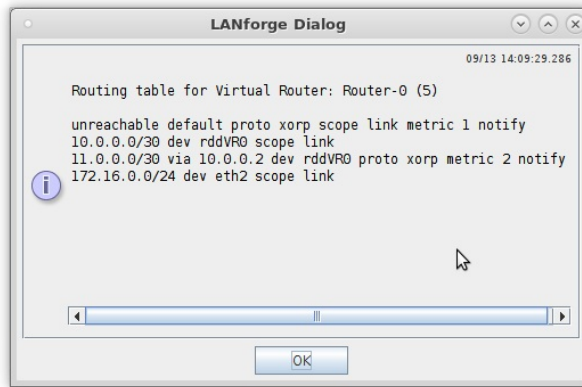 LANforge Dialog
09/13 14:09:29.286
Routing table for Virtual Router: Router-0 (5)
unreachable default proto xorp scope link metric 1 notify
10.0.0.0/30 dev rddVR0 scope link
11.0.0.0/30 via 10.0.0.2 dev rddVR0 proto xorp metric 2 notify
172.16.0.0/24 dev eth2 scope link
i
OK